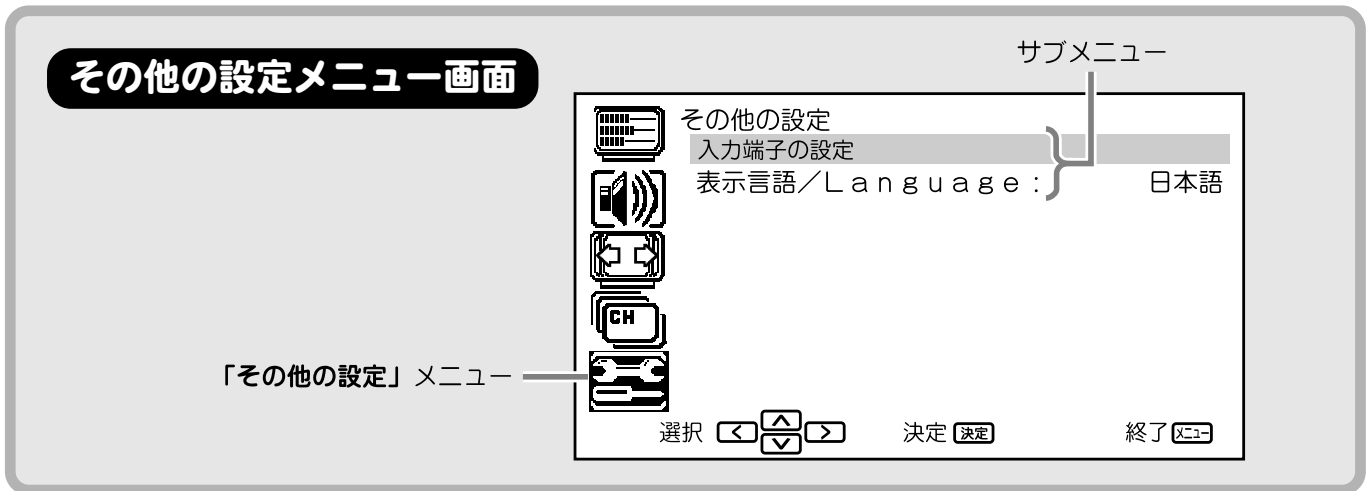 その他の設定メニュー画面
サブメニュー
その他の設定
入力端子の設定
表示言語／Ｌａｎｇｕａｇｅ： 日本語
CH
「その他の設定」メニュー
選択 決定 決定 終了 メニュー